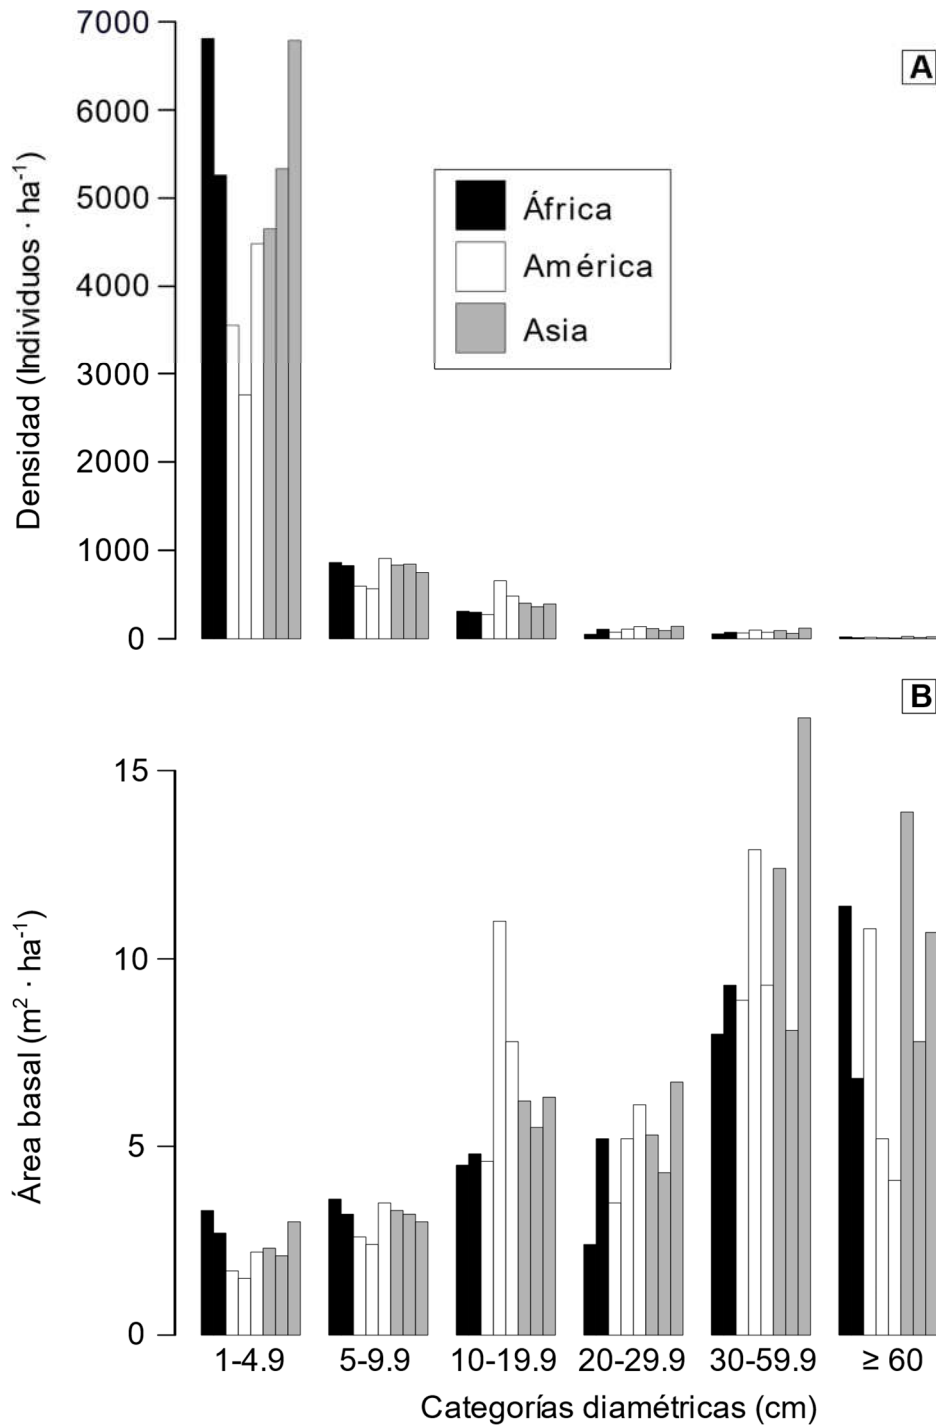 A
7000
6000
5000
4000
3000
2000
1000
0
Densidad (Individuos · ha⁻¹)
África
América
Asia
B
15
10
5
0
Área basal (m² · ha⁻¹)
1-4.9 5-9.9 10-19.9 20-29.9 30-59.9 ≥ 60
Categorías diamétricas (cm)